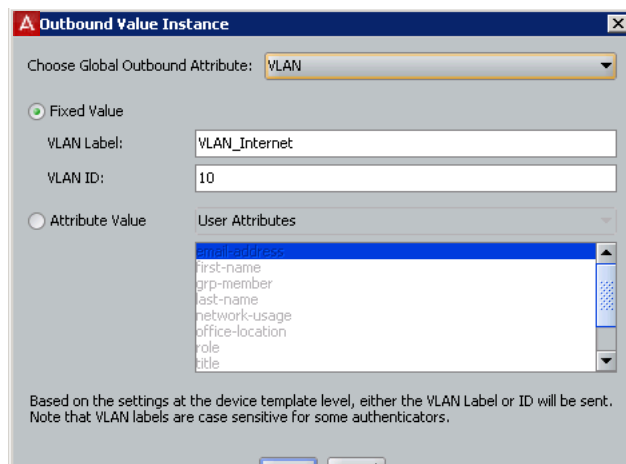 A Outbound Value Instance
Choose Global Outbound Attribute: VLAN
Fixed Value
VLAN Label: VLAN_Internet
VLAN ID: 10
Attribute Value User Attributes
email-address
first-name
grp-member
last-name
network-usage
office-location
role
title
Based on the settings at the device template level, either the VLAN Label or ID will be sent.
Note that VLAN labels are case sensitive for some authenticators.